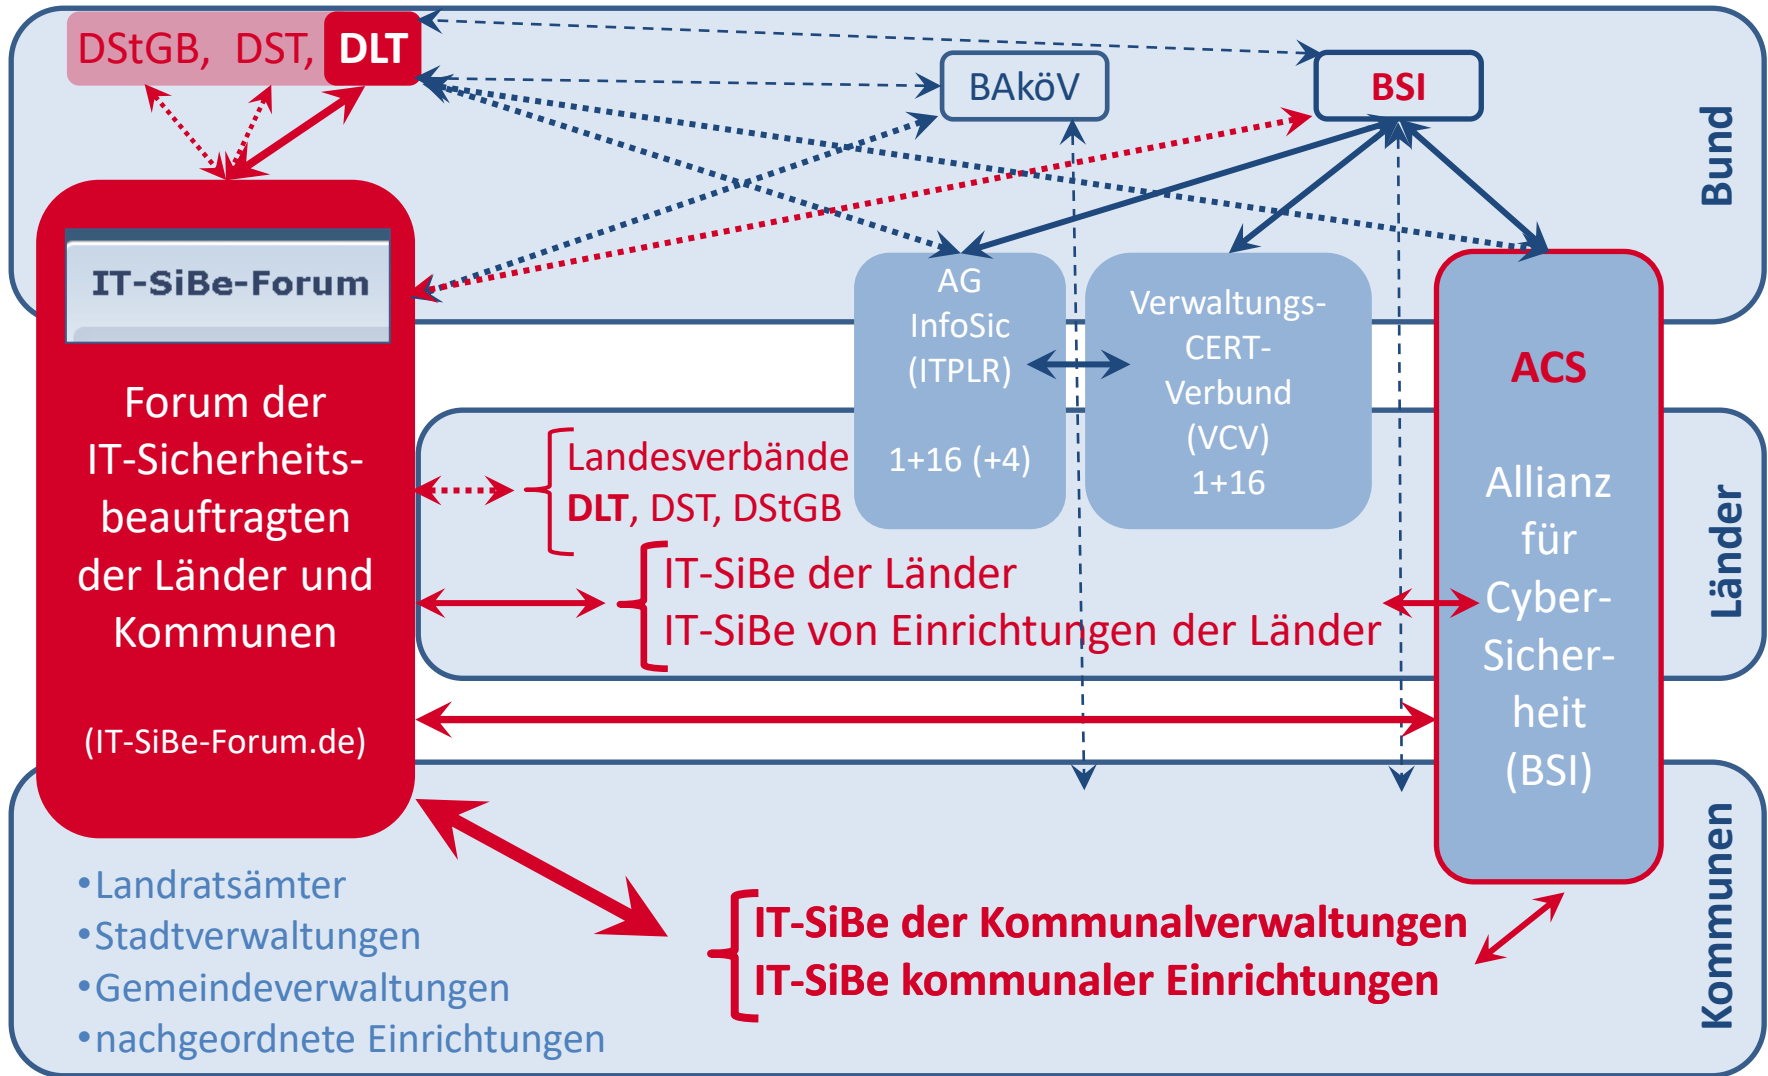 DStGB, DST, DLT
BAköV
BSI
Bund
IT-SiBe-Forum
Forum der
IT-Sicherheits-
beauftragten
der Länder und
Kommunen
(IT-SiBe-Forum.de)
AG
InfoSic
(ITPLR)
1+16 (+4)
Verwaltungs-
CERT-
Verbund
(VCV)
1+16
ACS
Allianz
für
Cyber-
Sicher-
heit
(BSI)
Landesverbände
DLT, DST, DStGB
IT-SiBe der Länder
IT-SiBe von Einrichtungen der Länder
Länder
•Landratsämter
•Stadtverwaltungen
•Gemeindeverwaltungen
•nachgeordnete Einrichtungen
IT-SiBe der Kommunalverwaltungen
IT-SiBe kommunaler Einrichtungen
Kommunen